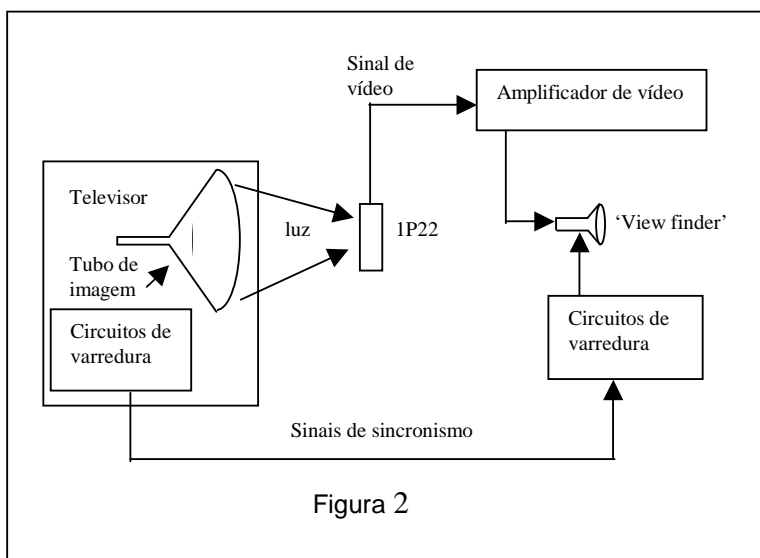 Sinal de
vídeo
Amplificador de vídeo
Televisor
luz
1P22
‘View finder’
Tubo de
imagem
Circuitos de
varredura
Circuitos de
varredura
Sinais de sincronismo
Figura 2